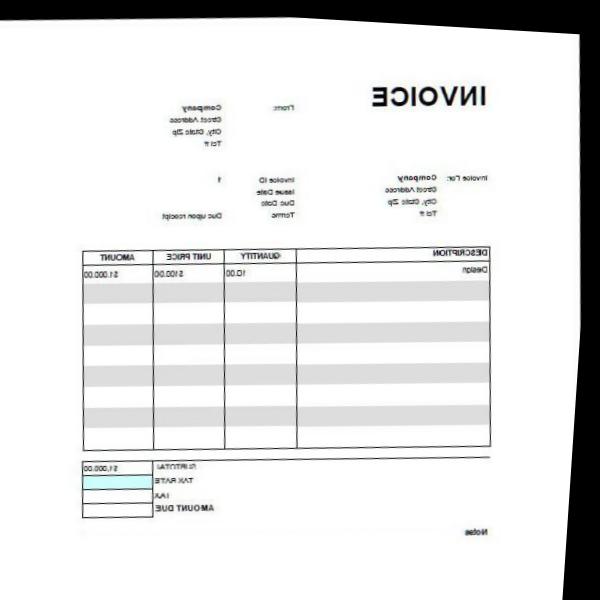 INVOICE
From:
Company
Street Address
City, State Zip
Tel #
Invoice For:
Company
Street Address
City, State Zip
Tel #
Invoice ID 1
Issue Date
Due Date
Terms Due upon receipt
DESCRIPTION QUANTITY UNIT PRICE AMOUNT
Design 10.00 $100.00 $1,000.00
SUBTOTAL $1,000.00
TAX RATE
TAX
AMOUNT DUE
Notes